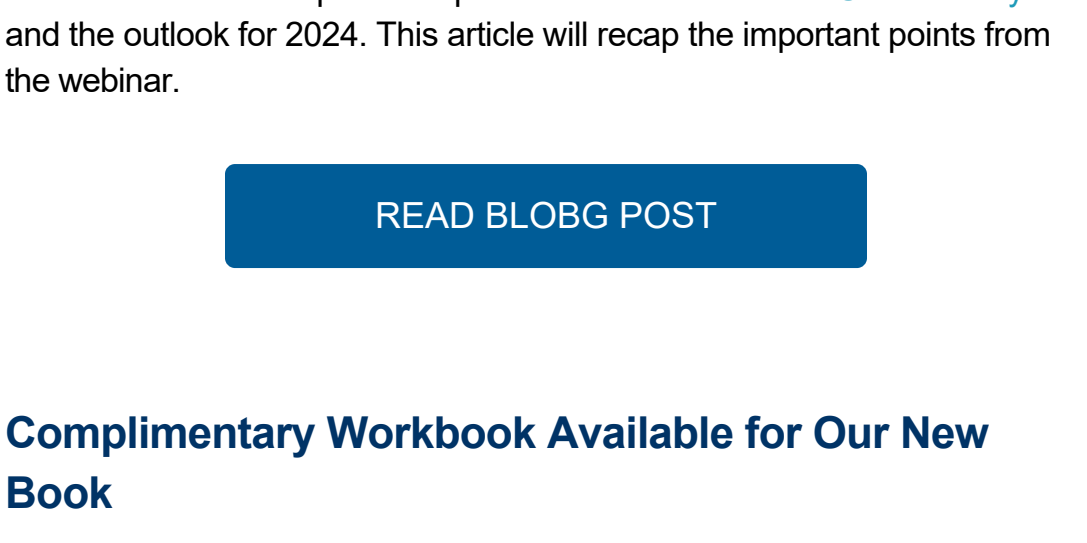 and the outlook for 2024. This article will recap the important points from
the webinar.
READ BLOBG POST
Complimentary Workbook Available for Our New
Book